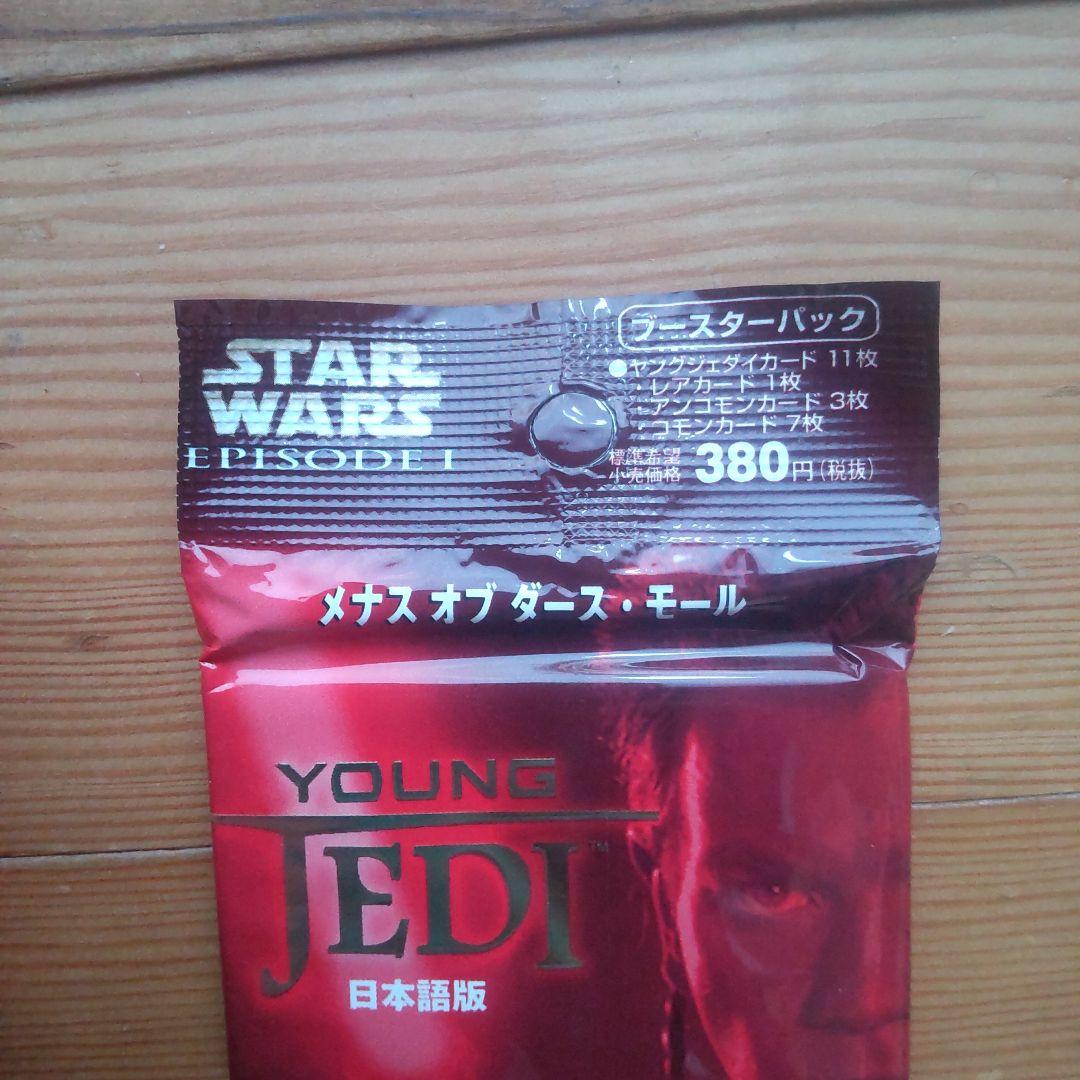 STAR
WARS
EPISODE I
ブースターパック
●ヤングジェダイカード 11枚
・レアカード 1枚
・アンコモンカード 3枚
・コモンカード 7枚
標準希望
小売価格 380円(税抜)
メナス オブ ダース・モール
YOUNG
JEDI™
日本語版